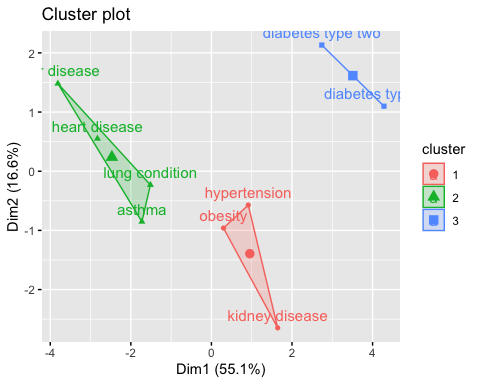 Cluster plot
diabetes type two
disease
diabetes typ
heart disease
lung condition
hypertension
asthma
obesity
kidney disease
2
1
0
-1
-2
-4
-2
0
2
4
Dim2 (16.6%)
Dim1 (55.1%)
cluster
1
2
3